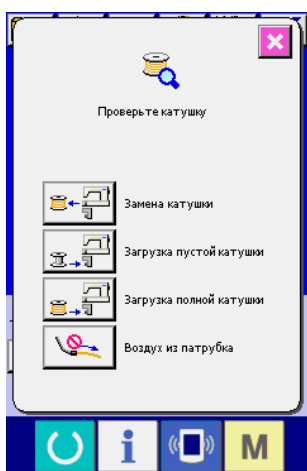 Проверьте катушку
Замена катушки
Загрузка пустой катушки
Загрузка полной катушки
Воздух из патрубка
i
M